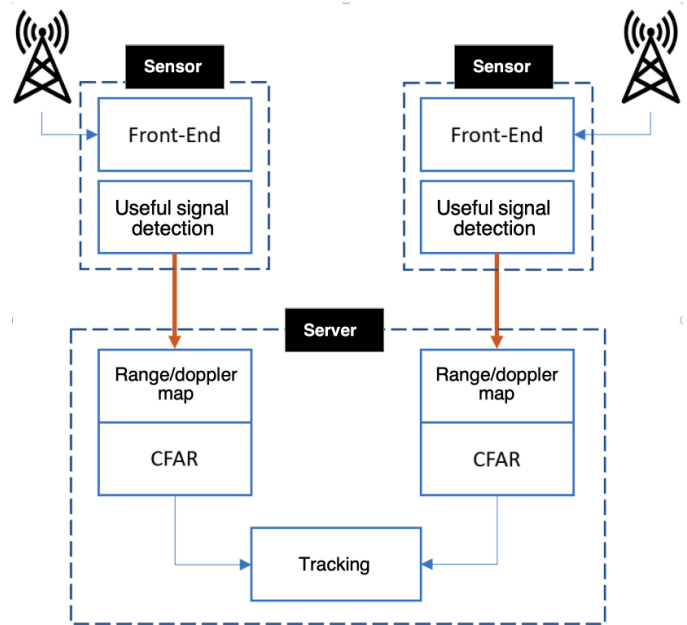 Sensor
Sensor
Front-End
Front-End
Useful signal
detection
Useful signal
detection
Server
Range/doppler
map
Range/doppler
map
CFAR
CFAR
Tracking